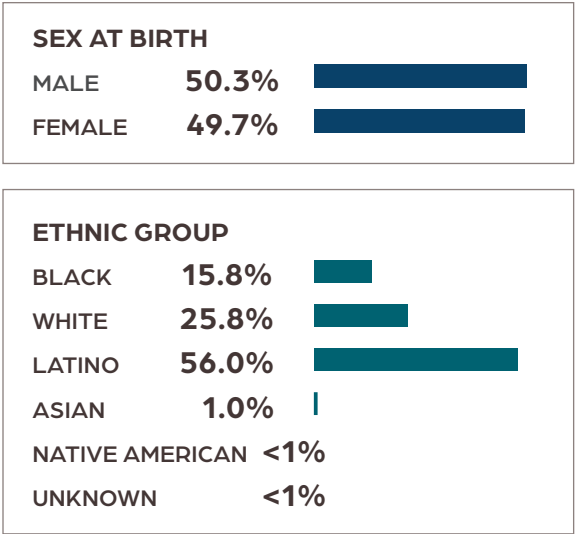 SEX AT BIRTH
MALE 50.3%
FEMALE 49.7%
ETHNIC GROUP
BLACK 15.8%
WHITE 25.8%
LATINO 56.0%
ASIAN 1.0%
NATIVE AMERICAN <1%
UNKNOWN <1%